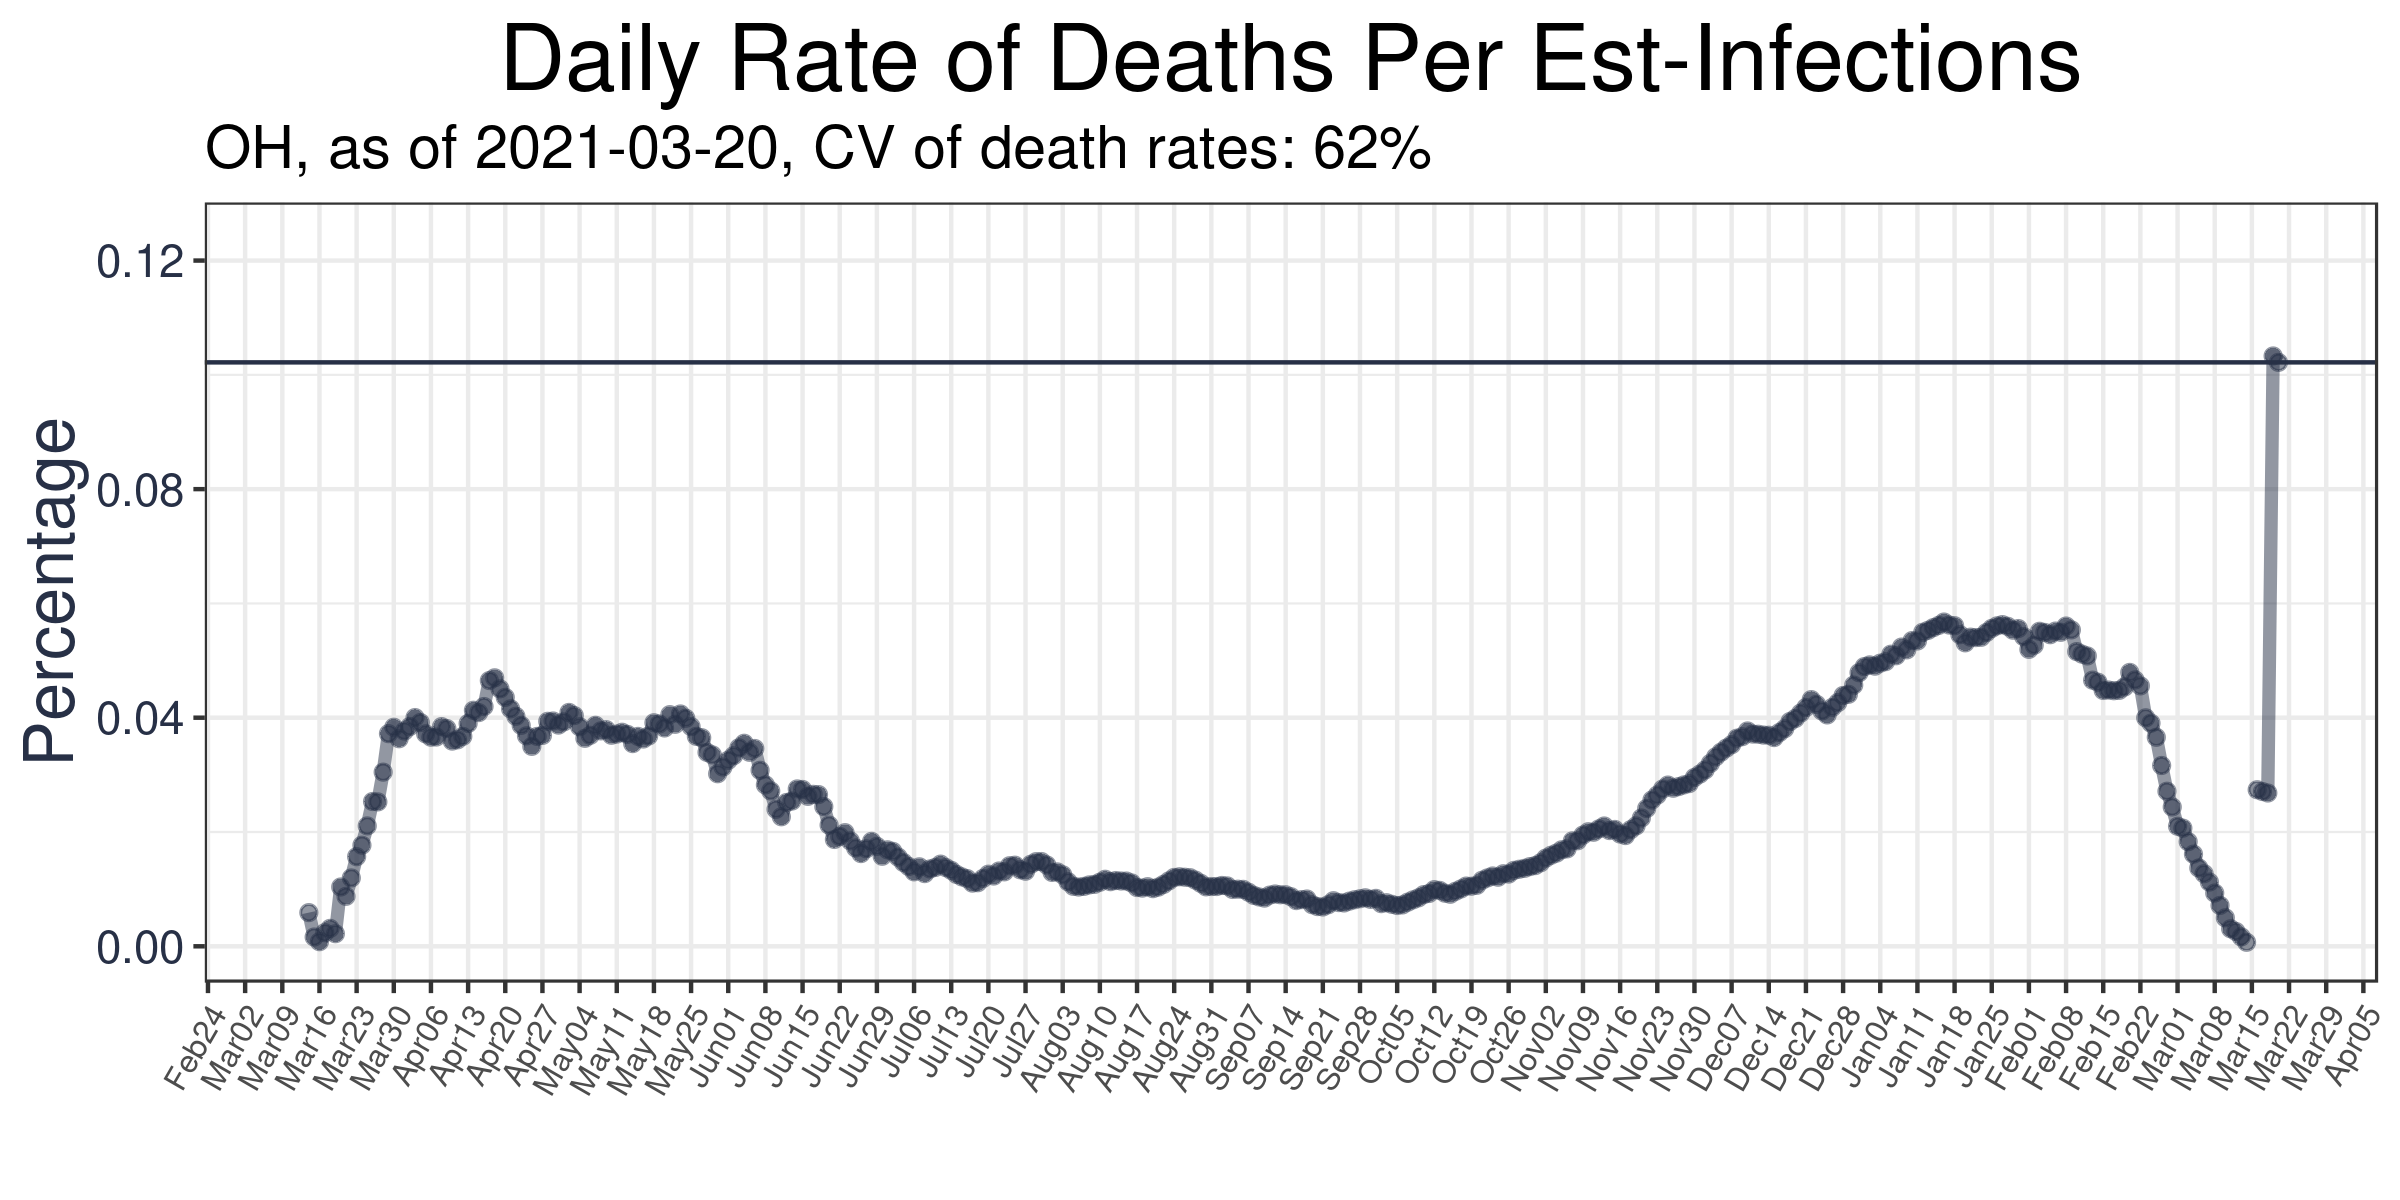 Daily Rate of Deaths Per Est-Infections
OH, as of 2021-03-20, CV of death rates: 62%
Percentage
0.12
0.08
0.04
0.00
Feb24
Mar02
Mar09
Mar16
Mar23
Mar30
Apr06
Apr13
Apr20
Apr27
May04
May11
May18
May25
Jun01
Jun08
Jun15
Jun22
Jun29
Jul06
Jul13
Jul20
Jul27
Aug03
Aug10
Aug17
Aug24
Aug31
Sep07
Sep14
Sep21
Sep28
Oct05
Oct12
Oct19
Oct26
Nov02
Nov09
Nov16
Nov23
Nov30
Dec07
Dec14
Dec21
Dec28
Jan04
Jan11
Jan18
Jan25
Feb01
Feb08
Feb15
Feb22
Mar01
Mar08
Mar15
Mar22
Mar29
Apr05